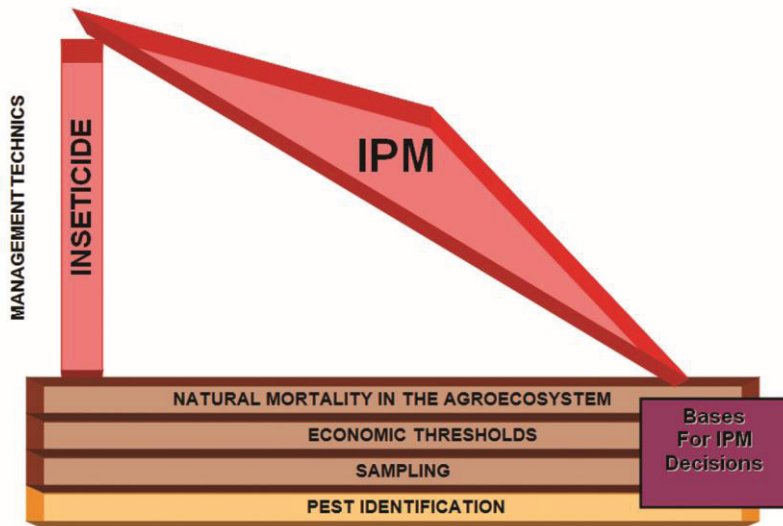 IPM
MANAGEMENT TECHNICS
INSETICIDE
NATURAL MORTALITY IN THE AGROECOSYSTEM
ECONOMIC THRESHOLDS
SAMPLING
PEST IDENTIFICATION
Bases
For IPM
Decisions